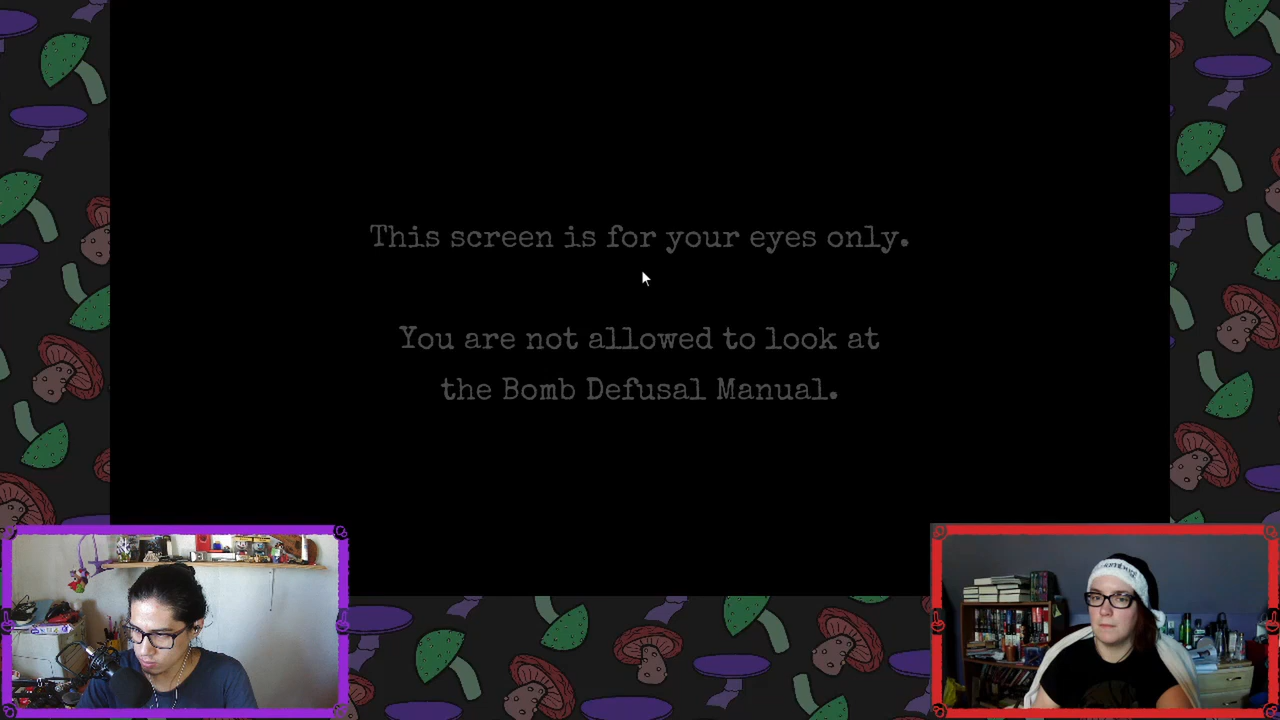 This screen is for your eyes only.
You are not allowed to look at
the Bomb Defusal Manual.